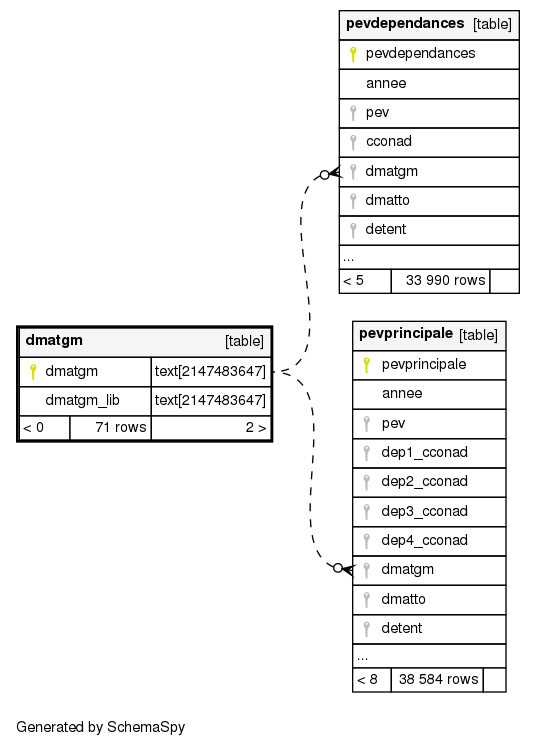 pevdependances [table]
pevdependances
annee
pev
cconad
dmatgm
dmatto
detent
...
< 5 33 990 rows
dmatgm [table]
dmatgm text[2147483647]
dmatgm_lib text[2147483647]
< 0 71 rows 2 >
pevprincipale [table]
pevprincipale
annee
pev
dep1_cconad
dep2_cconad
dep3_cconad
dep4_cconad
dmatgm
dmatto
detent
...
< 8 38 584 rows
Generated by SchemaSpy